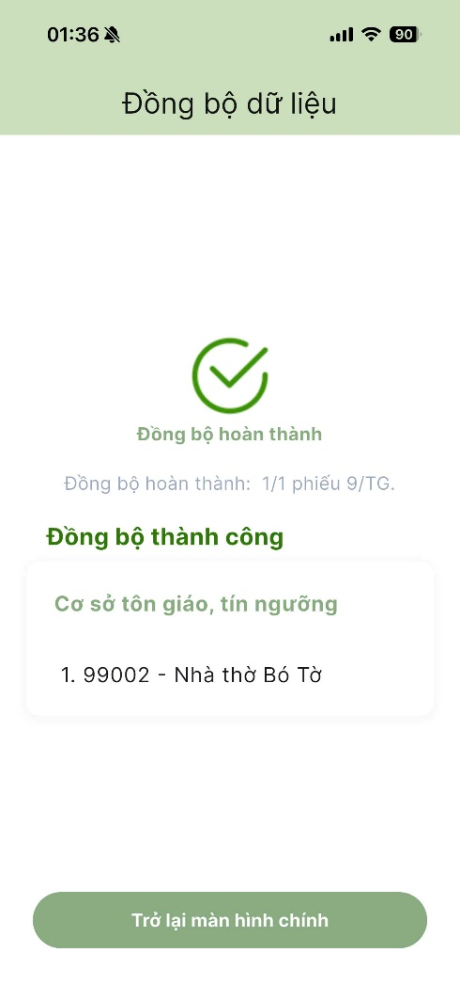 01:36
90
Đồng bộ dữ liệu
Đồng bộ hoàn thành
Đồng bộ hoàn thành: 1/1 phiếu 9/TG.
Đồng bộ thành công
Cơ sở tôn giáo, tín ngưỡng
1. 99002 - Nhà thờ Bó Tờ
Trở lại màn hình chính